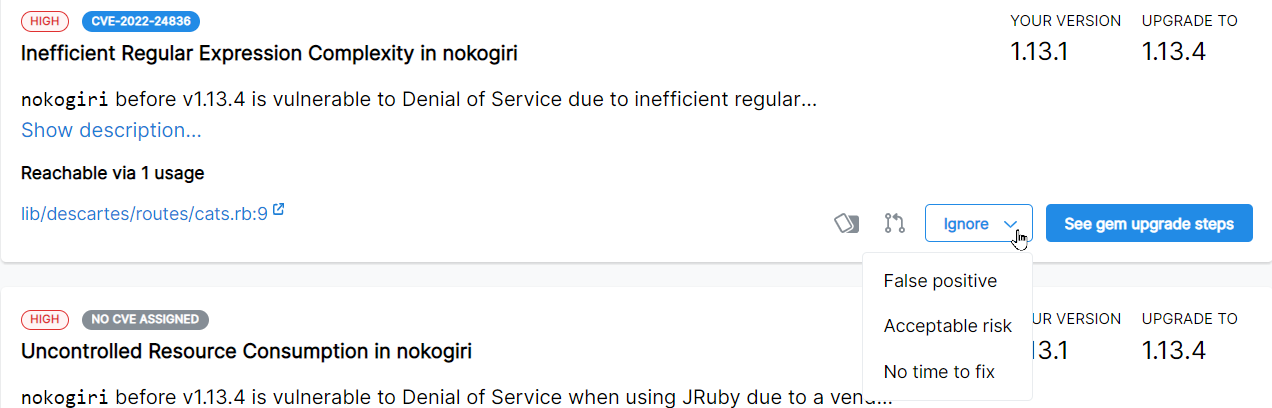 HIGH CVE-2022-24836 YOUR VERSION UPGRADE TO
Inefficient Regular Expression Complexity in nokogiri 1.13.1 1.13.4
nokogiri before v1.13.4 is vulnerable to Denial of Service due to inefficient regular...
Show description...
Reachable via 1 usage
lib/descartes/routes/cats.rb:9
Ignore See gem upgrade steps
False positive
Acceptable risk
No time to fix
HIGH NO CVE ASSIGNED UR VERSION UPGRADE TO
Uncontrolled Resource Consumption in nokogiri 13.1 1.13.4
nokogiri before v1.13.4 is vulnerable to Denial of Service when using JRuby due to a vend...